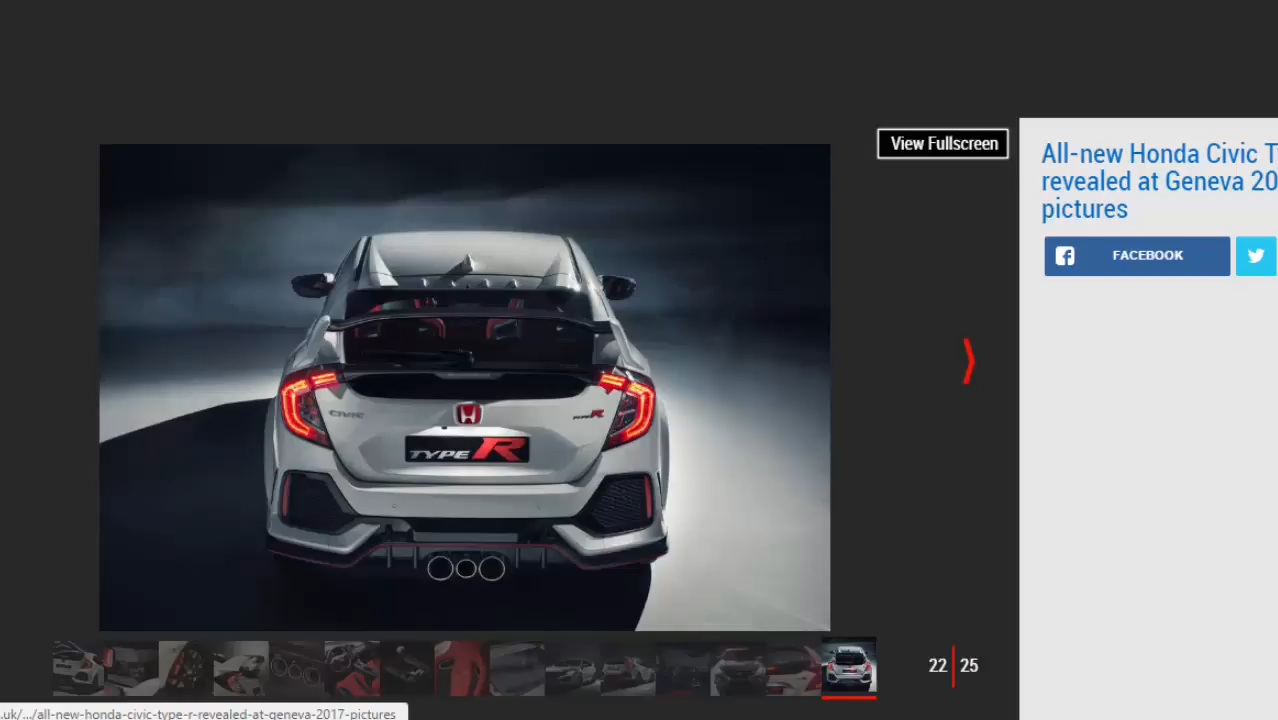 View Fullscreen
All-new Honda Civic T
revealed at Geneva 20
pictures
FACEBOOK
CIVIC
TYPE R
TYPE R
22 25
.uk/.../all-new-honda-civic-type-r-revealed-at-geneva-2017-pictures